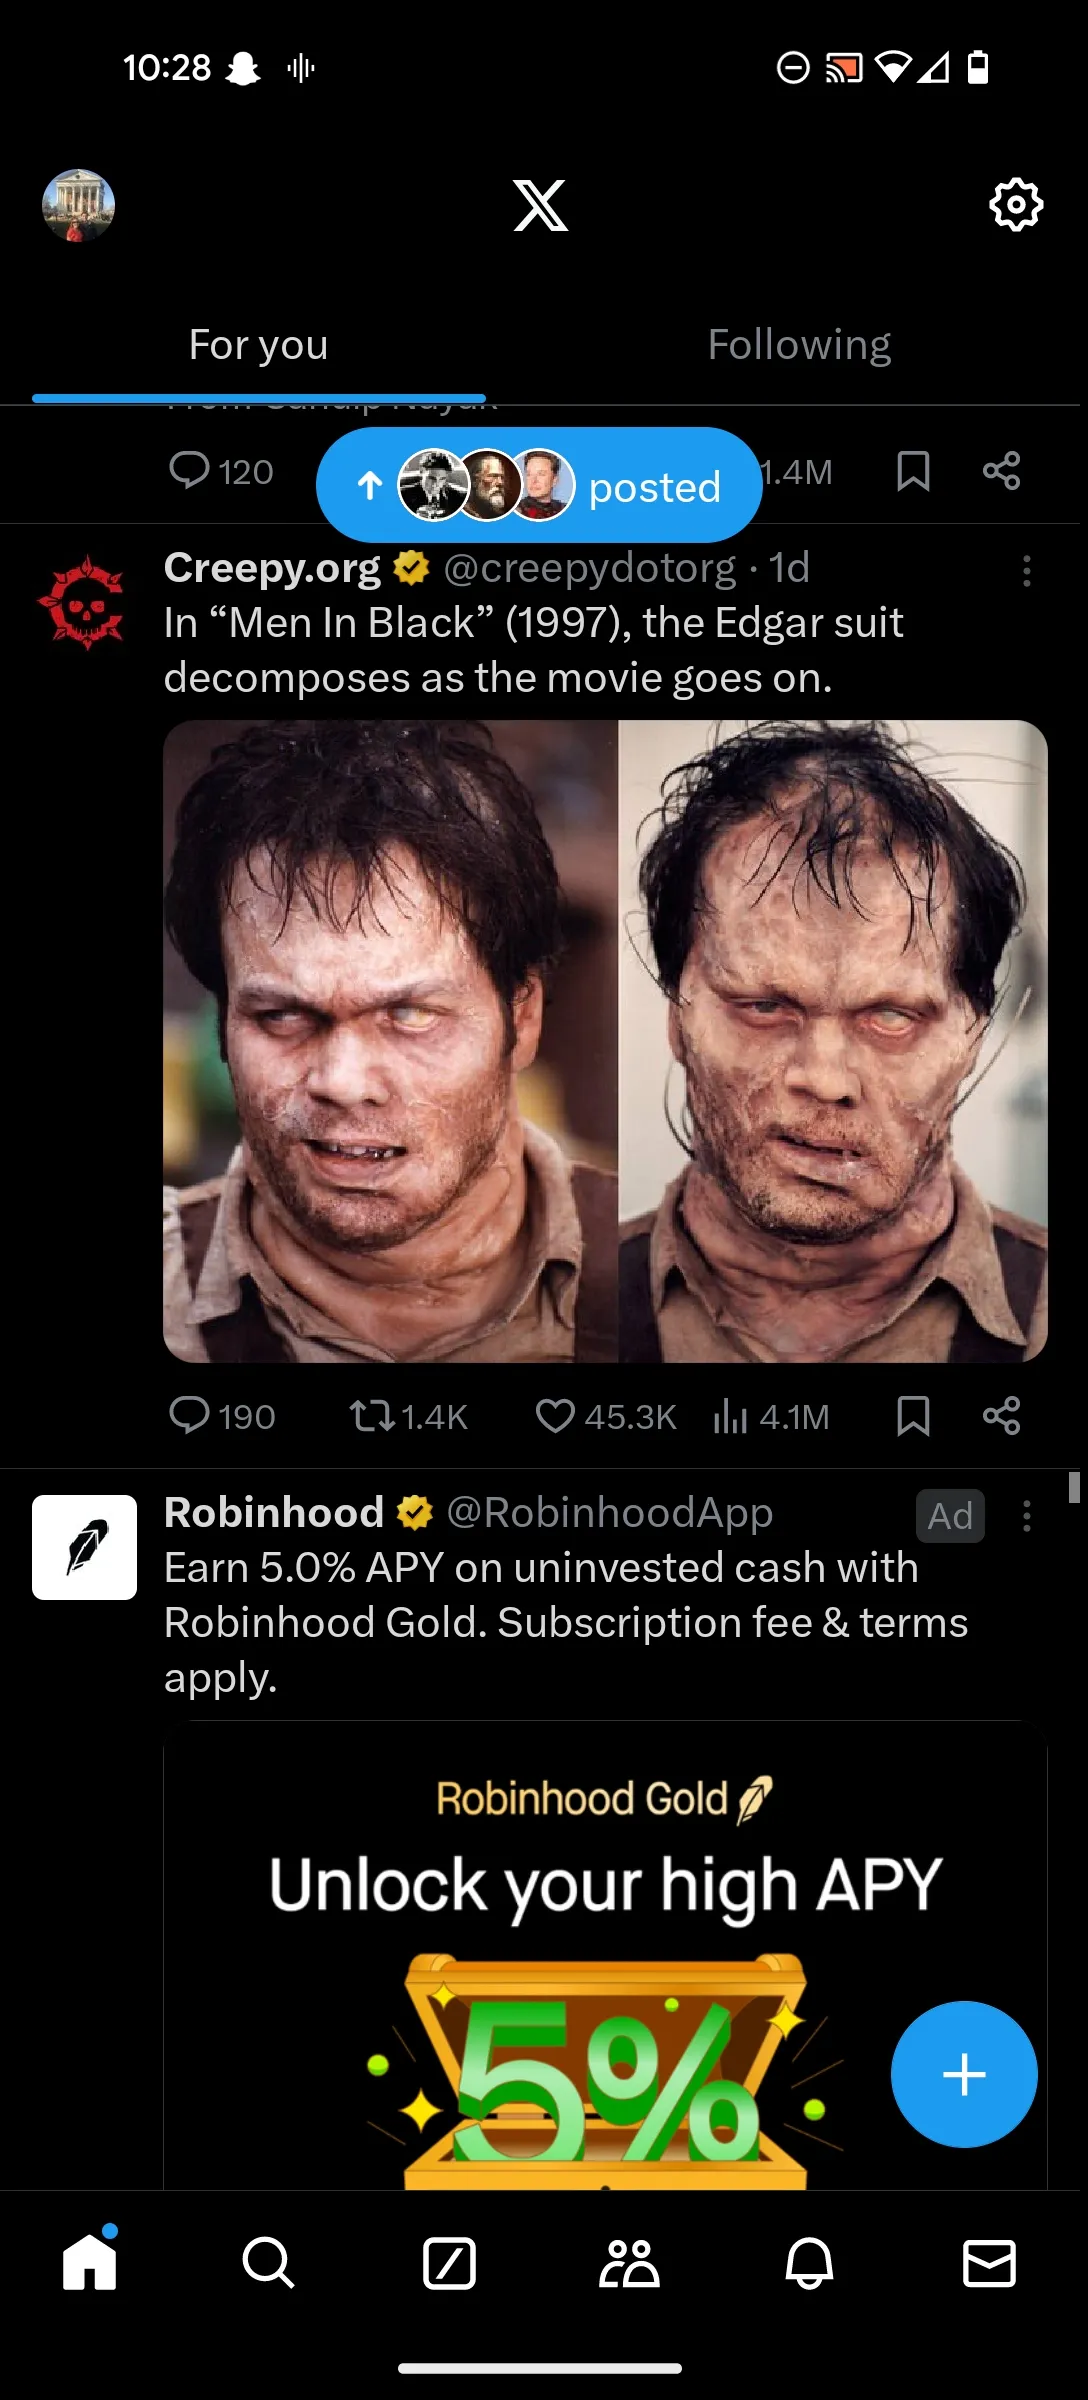 10:28
For you
Following
From Sandip Nayak
120
posted
1.4M
Creepy.org @creepydotorg · 1d
In “Men In Black” (1997), the Edgar suit
decomposes as the movie goes on.
190
1.4K
45.3K
4.1M
Robinhood @RobinhoodApp
Ad
Earn 5.0% APY on uninvested cash with
Robinhood Gold. Subscription fee & terms
apply.
Robinhood Gold
Unlock your high APY
5%